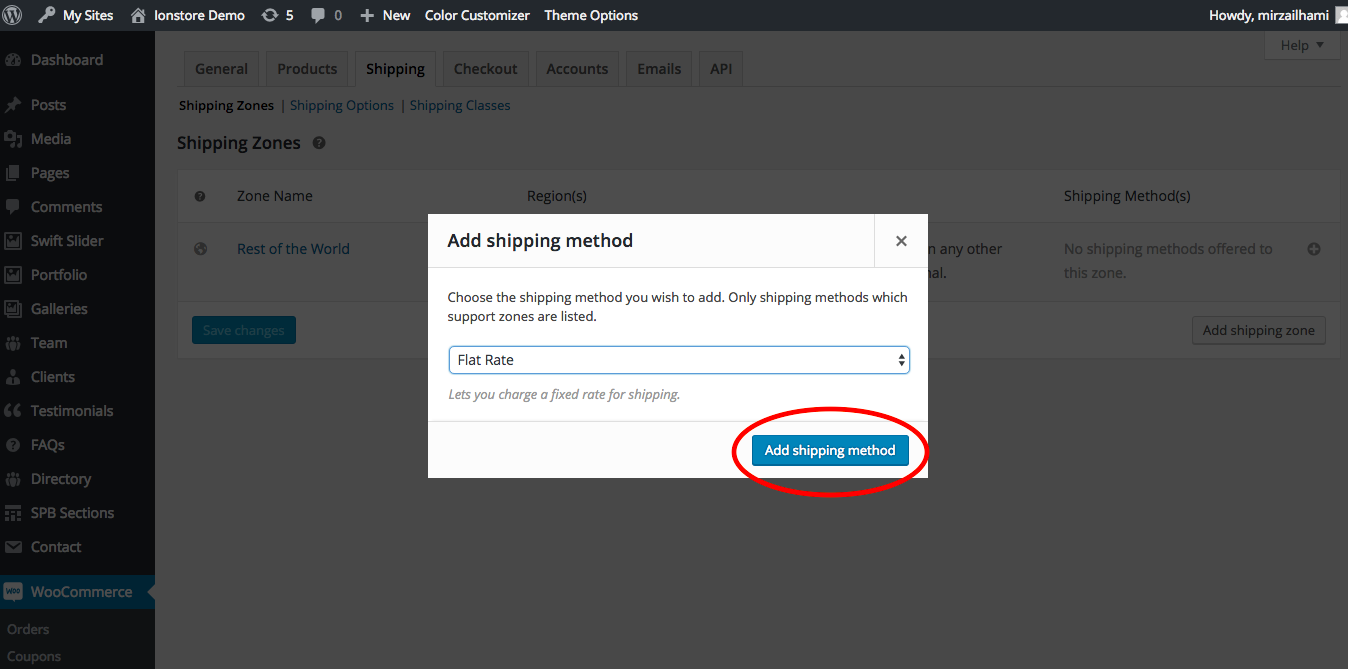 My Sites Ionstore Demo 5 0 New Color Customizer Theme Options Howdy, mirzailhami
Help
Dashboard
Posts
Media
Pages
Comments
Swift Slider
Portfolio
Galleries
Team
Clients
Testimonials
FAQs
Directory
SPB Sections
Contact
WooCommerce
Orders
Coupons
General Products Shipping Checkout Accounts Emails API
Shipping Zones | Shipping Options | Shipping Classes
Shipping Zones
Zone Name Region(s) Shipping Method(s)
Rest of the World
n any other
nal.
No shipping methods offered to
this zone.
Save changes
Add shipping zone
Add shipping method
Choose the shipping method you wish to add. Only shipping methods which
support zones are listed.
Flat Rate
Lets you charge a fixed rate for shipping.
Add shipping method